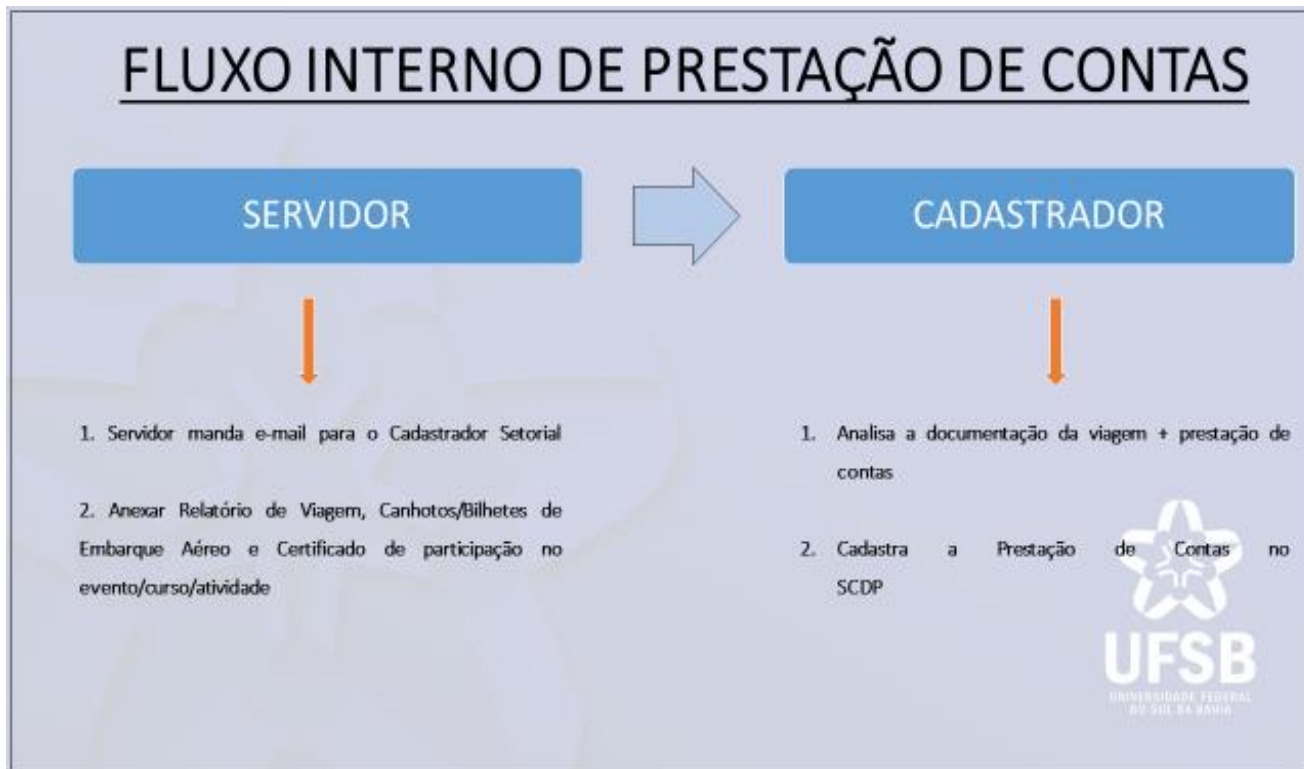 FLUXO INTERNO DE PRESTAÇÃO DE CONTAS
SERVIDOR
1. Servidor manda e-mail para o Cadastrador Setorial
2. Anexar Relatório de Viagem, Canhotos/Bilhetes de
Embarque Aéreo e Certificado de participação no
evento/curso/atividade
CADASTRADOR
1. Analisa a documentação da viagem + prestação de
contas
2. Cadastra a Prestação de Contas no
SCDP
UFSB
UNIVERSIDADE FEDERAL
DO SUL DA BAHIA